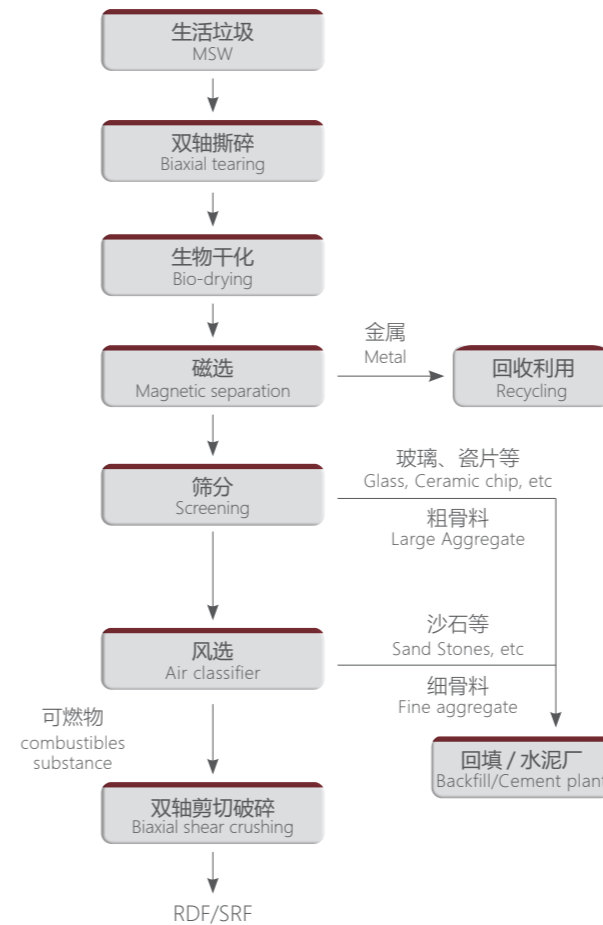 生活垃圾
MSW
双轴撕碎
Biaxial tearing
生物干化
Bio-drying
磁选
Magnetic separation
金属
Metal
回收利用
Recycling
筛分
Screening
玻璃、瓷片等
Glass, Ceramic chip, etc
粗骨料
Large Aggregate
风选
Air classifier
沙石等
Sand Stones, etc
细骨料
Fine aggregate
可燃物
combustibles
substance
回填 / 水泥厂
Backfill/Cement plant
双轴剪切破碎
Biaxial shear crushing
RDF/SRF